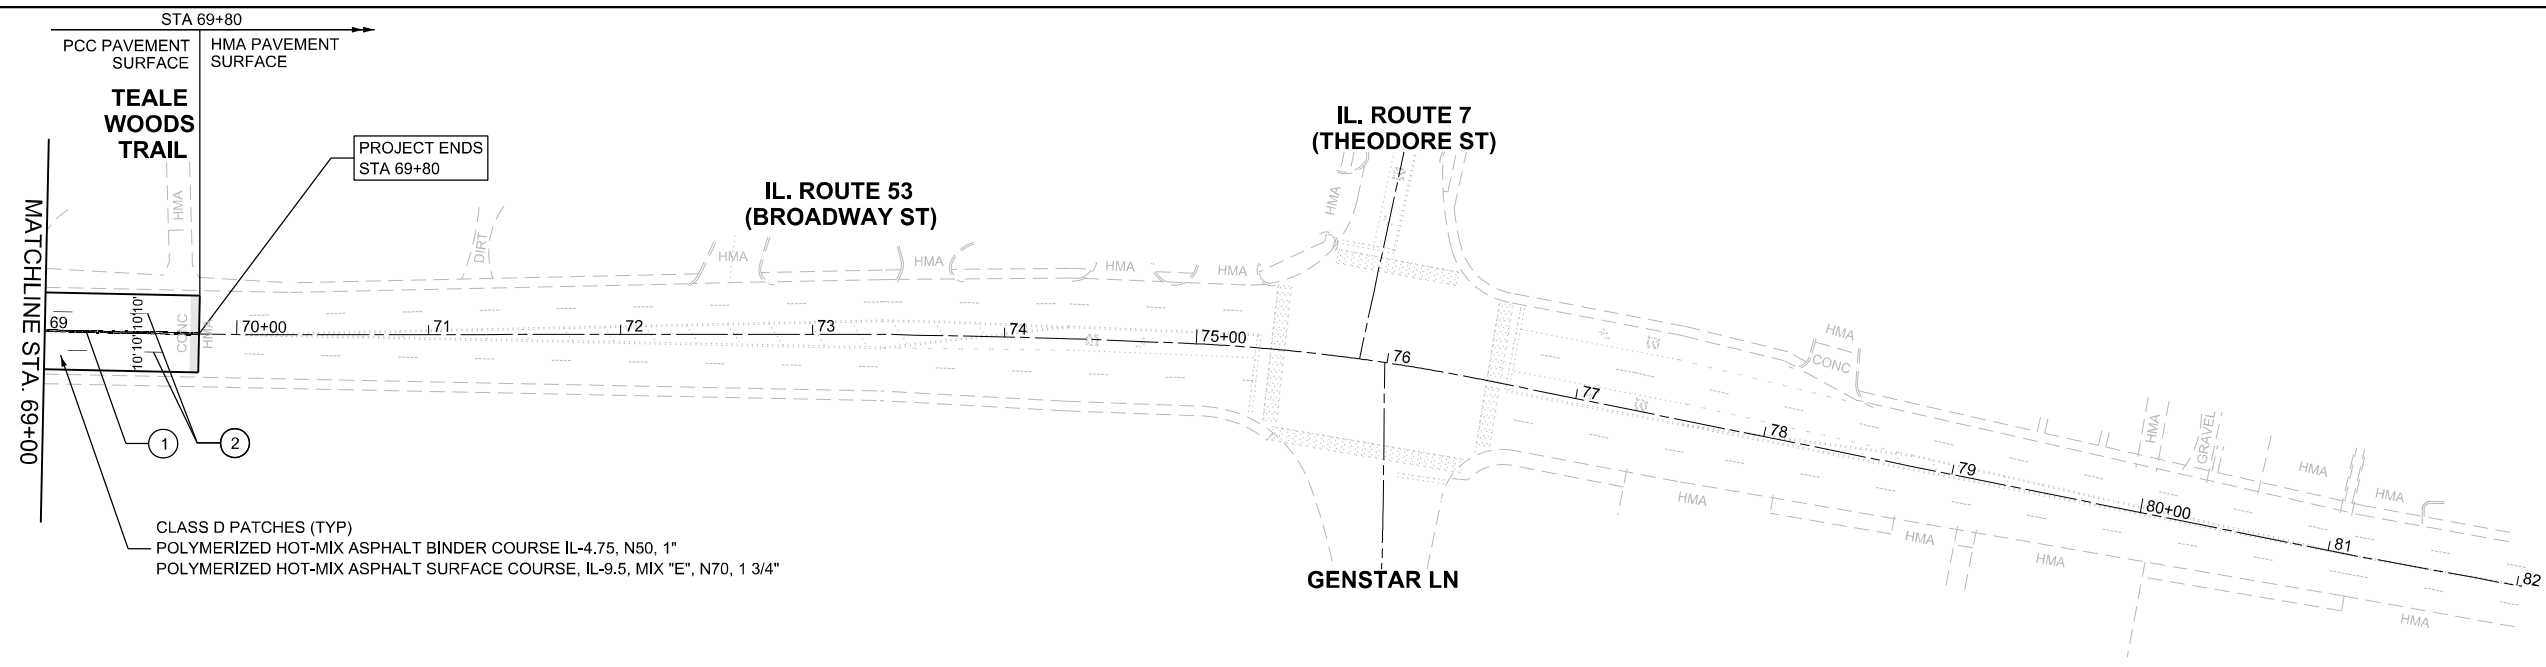 STA 69+80
PCC PAVEMENT
SURFACE
HMA PAVEMENT
SURFACE
TEALE
WOODS
TRAIL
PROJECT ENDS
STA 69+80
IL. ROUTE 53
(BROADWAY ST)
IL. ROUTE 7
(THEODORE ST)
MATCHLINE STA. 69+00
HMA
DIRT
HMA
HMA
HMA
HMA
HMA
HMA
CONC
CONC
HMA
10'10'10'10'
69
70+00
71
72
73
74
75+00
76
77
78
79
80+00
81
82
1
2
HMA
GRAVEL
HMA
HMA
HMA
HMA
HMA
HMA
CLASS D PATCHES (TYP)
POLYMERIZED HOT-MIX ASPHALT BINDER COURSE IL-4.75, N50, 1"
POLYMERIZED HOT-MIX ASPHALT SURFACE COURSE, IL-9.5, MIX "E", N70, 1 3/4"
GENSTAR LN